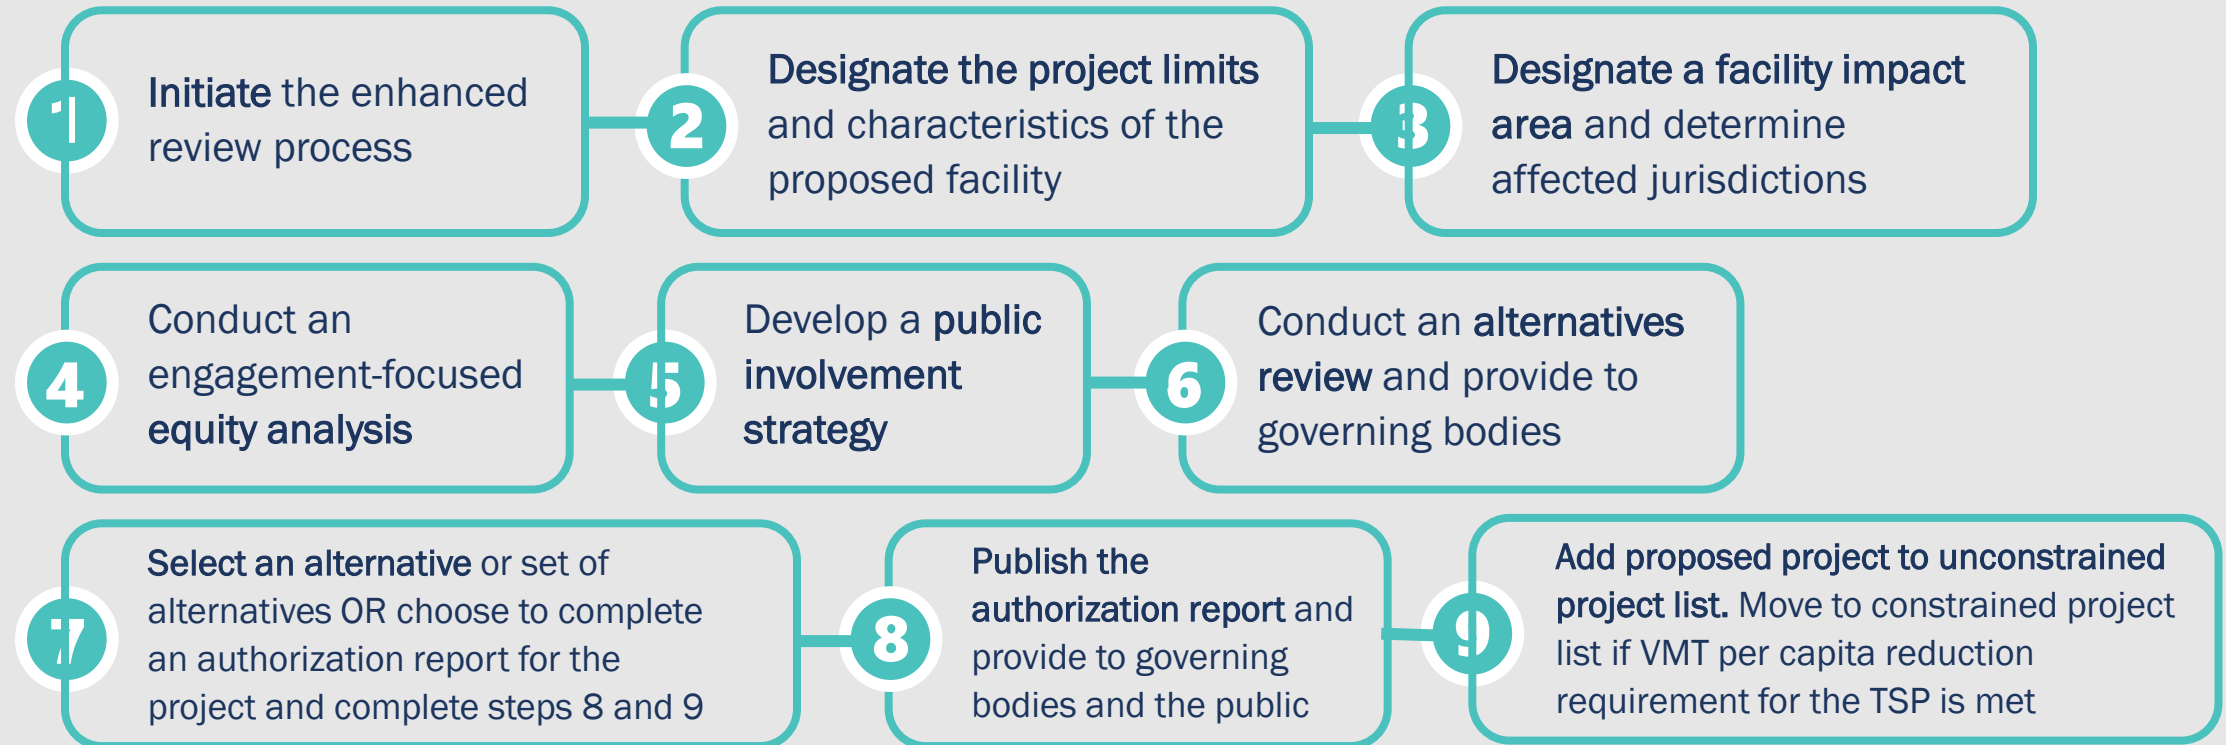 1
Initiate the enhanced
review process
2
Designate the project limits
and characteristics of the
proposed facility
3
Designate a facility impact
area and determine
affected jurisdictions
4
Conduct an
engagement-focused
equity analysis
5
Develop a public
involvement
strategy
6
Conduct an alternatives
review and provide to
governing bodies
7
Select an alternative or set of
alternatives OR choose to complete
an authorization report for the
project and complete steps 8 and 9
8
Publish the
authorization report and
provide to governing
bodies and the public
9
Add proposed project to unconstrained
project list. Move to constrained project
list if VMT per capita reduction
requirement for the TSP is met